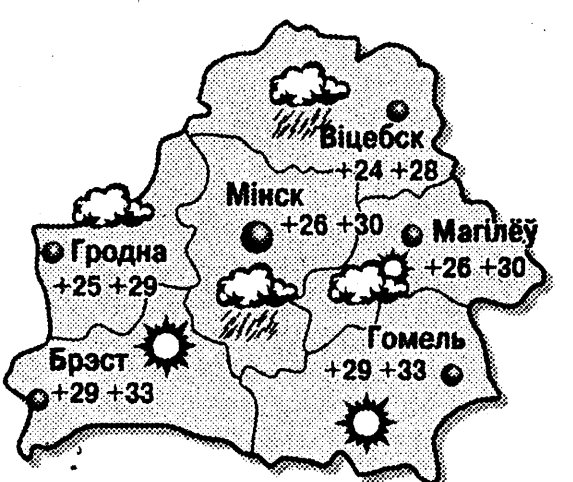 Віцебск
+24 +28
Мінск
+26 +30
Магілёў
+26 +30
Гродна
+25 +29
Гомель
+29 +33
Брэст
+29 +33